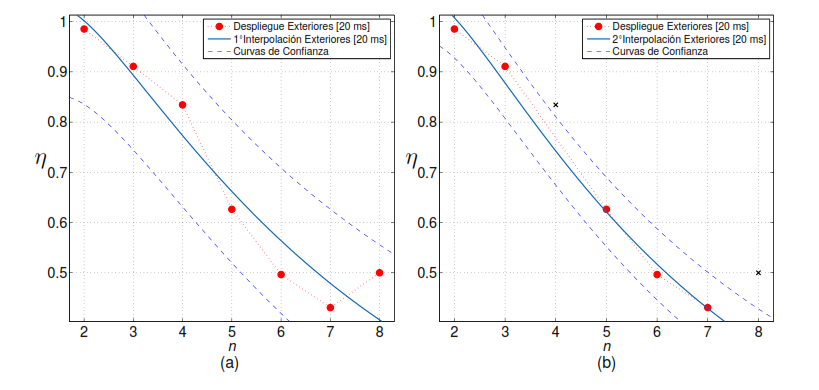 1
0.9
0.8
0.7
0.6
0.5
η
2 3 4 5 6 7 8
n
(a)
Despliegue Exteriores [20 ms]
1°Interpolación Exteriores [20 ms]
Curvas de Confianza
1
0.9
0.8
0.7
0.6
0.5
η
2 3 4 5 6 7 8
n
(b)
Despliegue Exteriores [20 ms]
2°Interpolación Exteriores [20 ms]
Curvas de Confianza